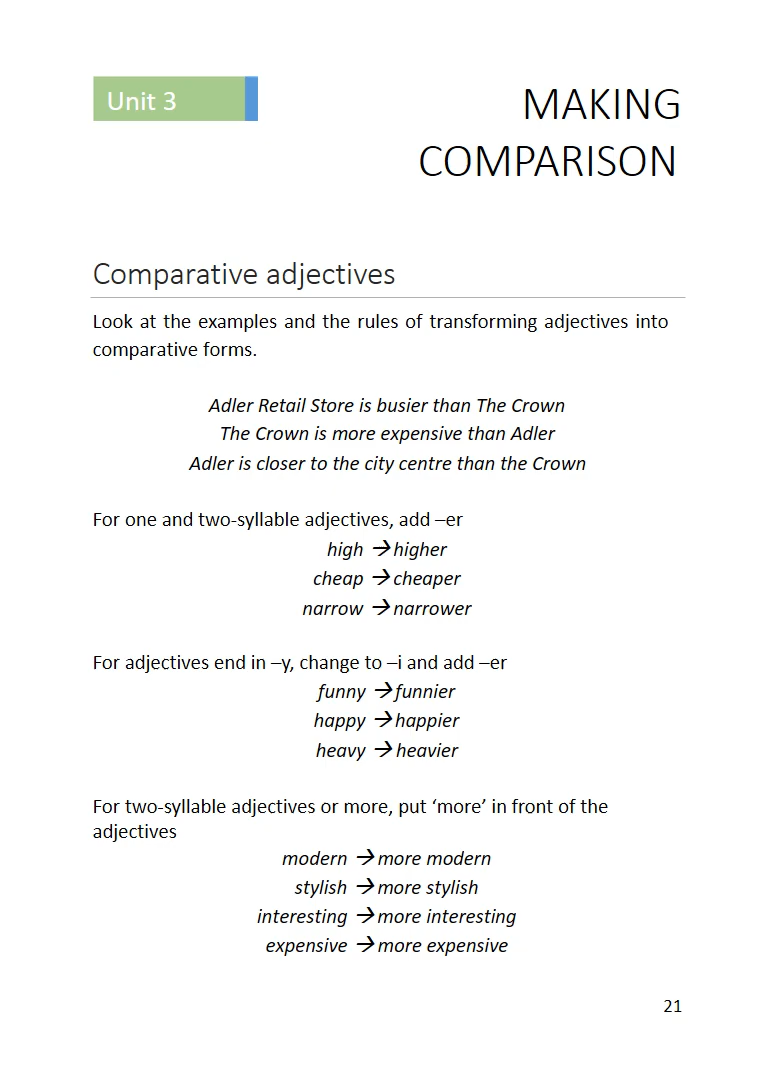 Unit 3
MAKING
COMPARISON
Comparative adjectives
Look at the examples and the rules of transforming adjectives into
comparative forms.
Adler Retail Store is busier than The Crown
The Crown is more expensive than Adler
Adler is closer to the city centre than the Crown
For one and two-syllable adjectives, add –er
high → higher
cheap → cheaper
narrow → narrower
For adjectives end in –y, change to –i and add –er
funny → funnier
happy → happier
heavy → heavier
For two-syllable adjectives or more, put ‘more’ in front of the
adjectives
modern → more modern
stylish → more stylish
interesting → more interesting
expensive → more expensive
21